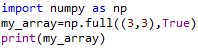 import numpy as np
my_array=np.full((3,3),True)
print(my_array)